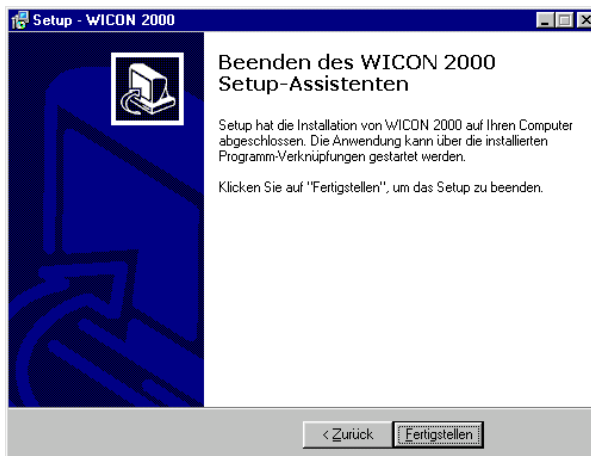 Setup - WICON 2000
Beenden des WICON 2000
Setup-Assistenten
Setup hat die Installation von WICON 2000 auf Ihren Computer
abgeschlossen. Die Anwendung kann über die installierten
Programm-Verknüpfungen gestartet werden.
Klicken Sie auf "Fertigstellen", um das Setup zu beenden.
< Zurück
Fertigstellen